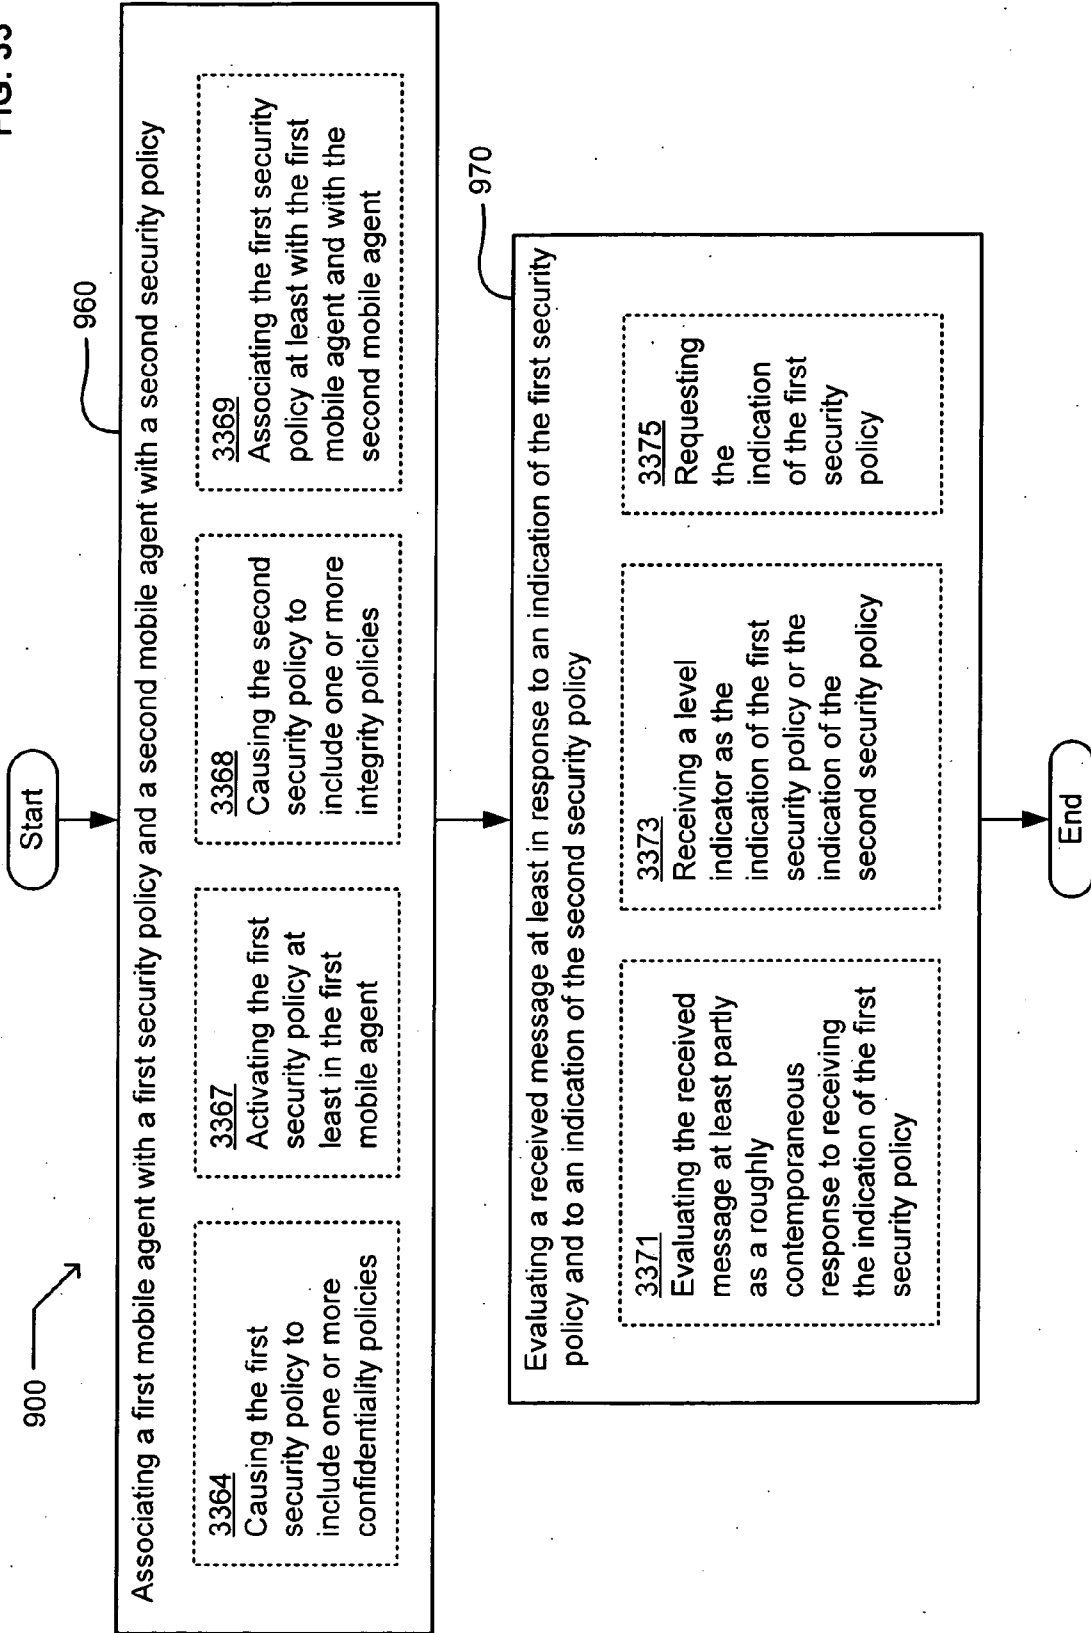 FIG. 33
900
Start
960
Associating a first mobile agent with a first security policy and a second mobile agent with a second security policy
3364
Causing the first
security policy to
include one or more
confidentiality policies
3367
Activating the first
security policy at
least in the first
mobile agent
3368
Causing the second
security policy to
include one or more
integrity policies
3369
Associating the first security
policy at least with the first
mobile agent and with the
second mobile agent
970
Evaluating a received message at least in response to an indication of the first security
policy and to an indication of the second security policy
3371
Evaluating the received
message at least partly
as a roughly
contemporaneous
response to receiving
the indication of the first
security policy
3373
Receiving a level
indicator as the
indication of the first
security policy or the
indication of the
second security policy
3375
Requesting
the
indication
of the first
security
policy
End